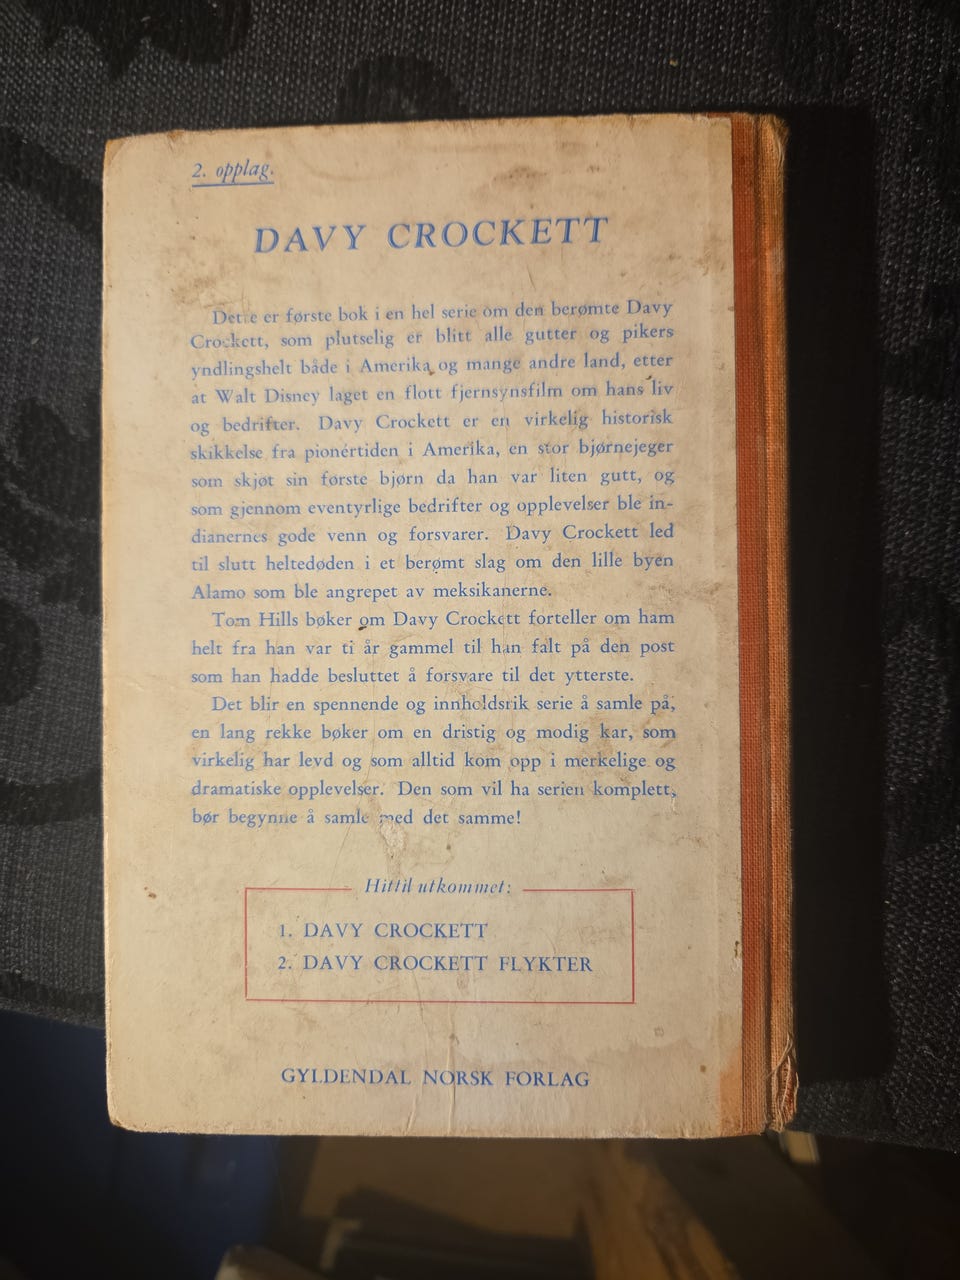 2. opplag.
DAVY CROCKETT
Dette er første bok i en hel serie om den berømte Davy
Crockett, som plutselig er blitt alle gutter og pikers
yndlingshelt både i Amerika og mange andre land, etter
at Walt Disney laget en flott fjernsynsfilm om hans liv
og bedrifter. Davy Crockett er en virkelig historisk
skikkelse fra pionértiden i Amerika, en stor bjørnejeger
som skjøt sin første bjørn da han var liten gutt, og
som gjennom eventyrlige bedrifter og opplevelser ble in-
dianernes gode venn og forsvarer. Davy Crockett led
til slutt heltedøden i et berømt slag om den lille byen
Alamo som ble angrepet av meksikanerne.
Tom Hills bøker om Davy Crockett forteller om ham
helt fra han var ti år gammel til han falt på den post
som han hadde besluttet å forsvare til det ytterste.
Det blir en spennende og innholdsrik serie å samle på,
en lang rekke bøker om en dristig og modig kar, som
virkelig har levd og som alltid kom opp i merkelige og
dramatiske opplevelser. Den som vil ha serien komplett,
bør begynne å samle med det samme!
Hittil utkommet:
1. DAVY CROCKETT
2. DAVY CROCKETT FLYKTER
GYLDENDAL NORSK FORLAG